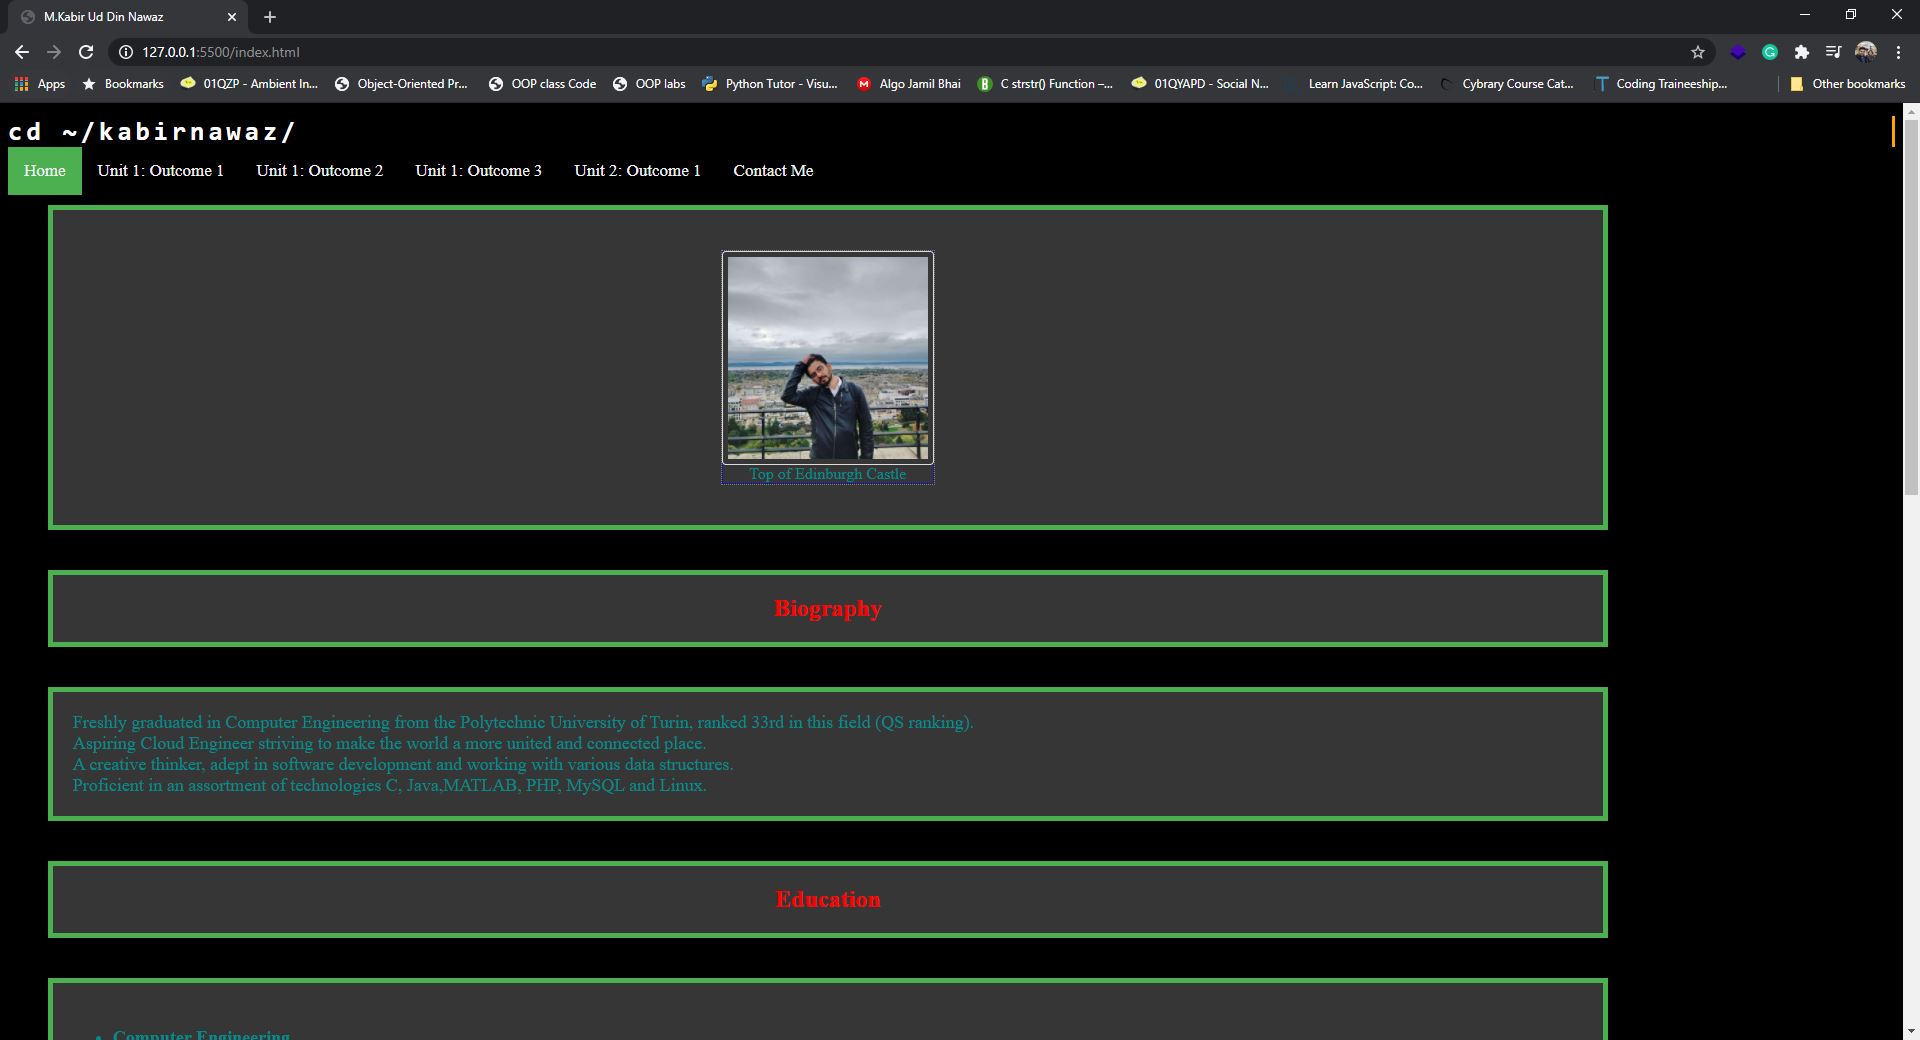 M.Kabir Ud Din Nawaz
127.0.0.1:5500/index.html
Apps Bookmarks 01QZP - Ambient In... Object-Oriented Pr... OOP class Code OOP labs Python Tutor - Visu... Algo Jamil Bhai C strstr() Function –... 01QYAPD - Social N... Learn JavaScript: Co... Cybrary Course Cat... Coding Traineeship... Other bookmarks
cd ~/kabirnawaz/
Home Unit 1: Outcome 1 Unit 1: Outcome 2 Unit 1: Outcome 3 Unit 2: Outcome 1 Contact Me
Top of Edinburgh Castle
Biography
Freshly graduated in Computer Engineering from the Polytechnic University of Turin, ranked 33rd in this field (QS ranking).
Aspiring Cloud Engineer striving to make the world a more united and connected place.
A creative thinker, adept in software development and working with various data structures.
Proficient in an assortment of technologies C, Java,MATLAB, PHP, MySQL and Linux.
Education
Computer Engineering